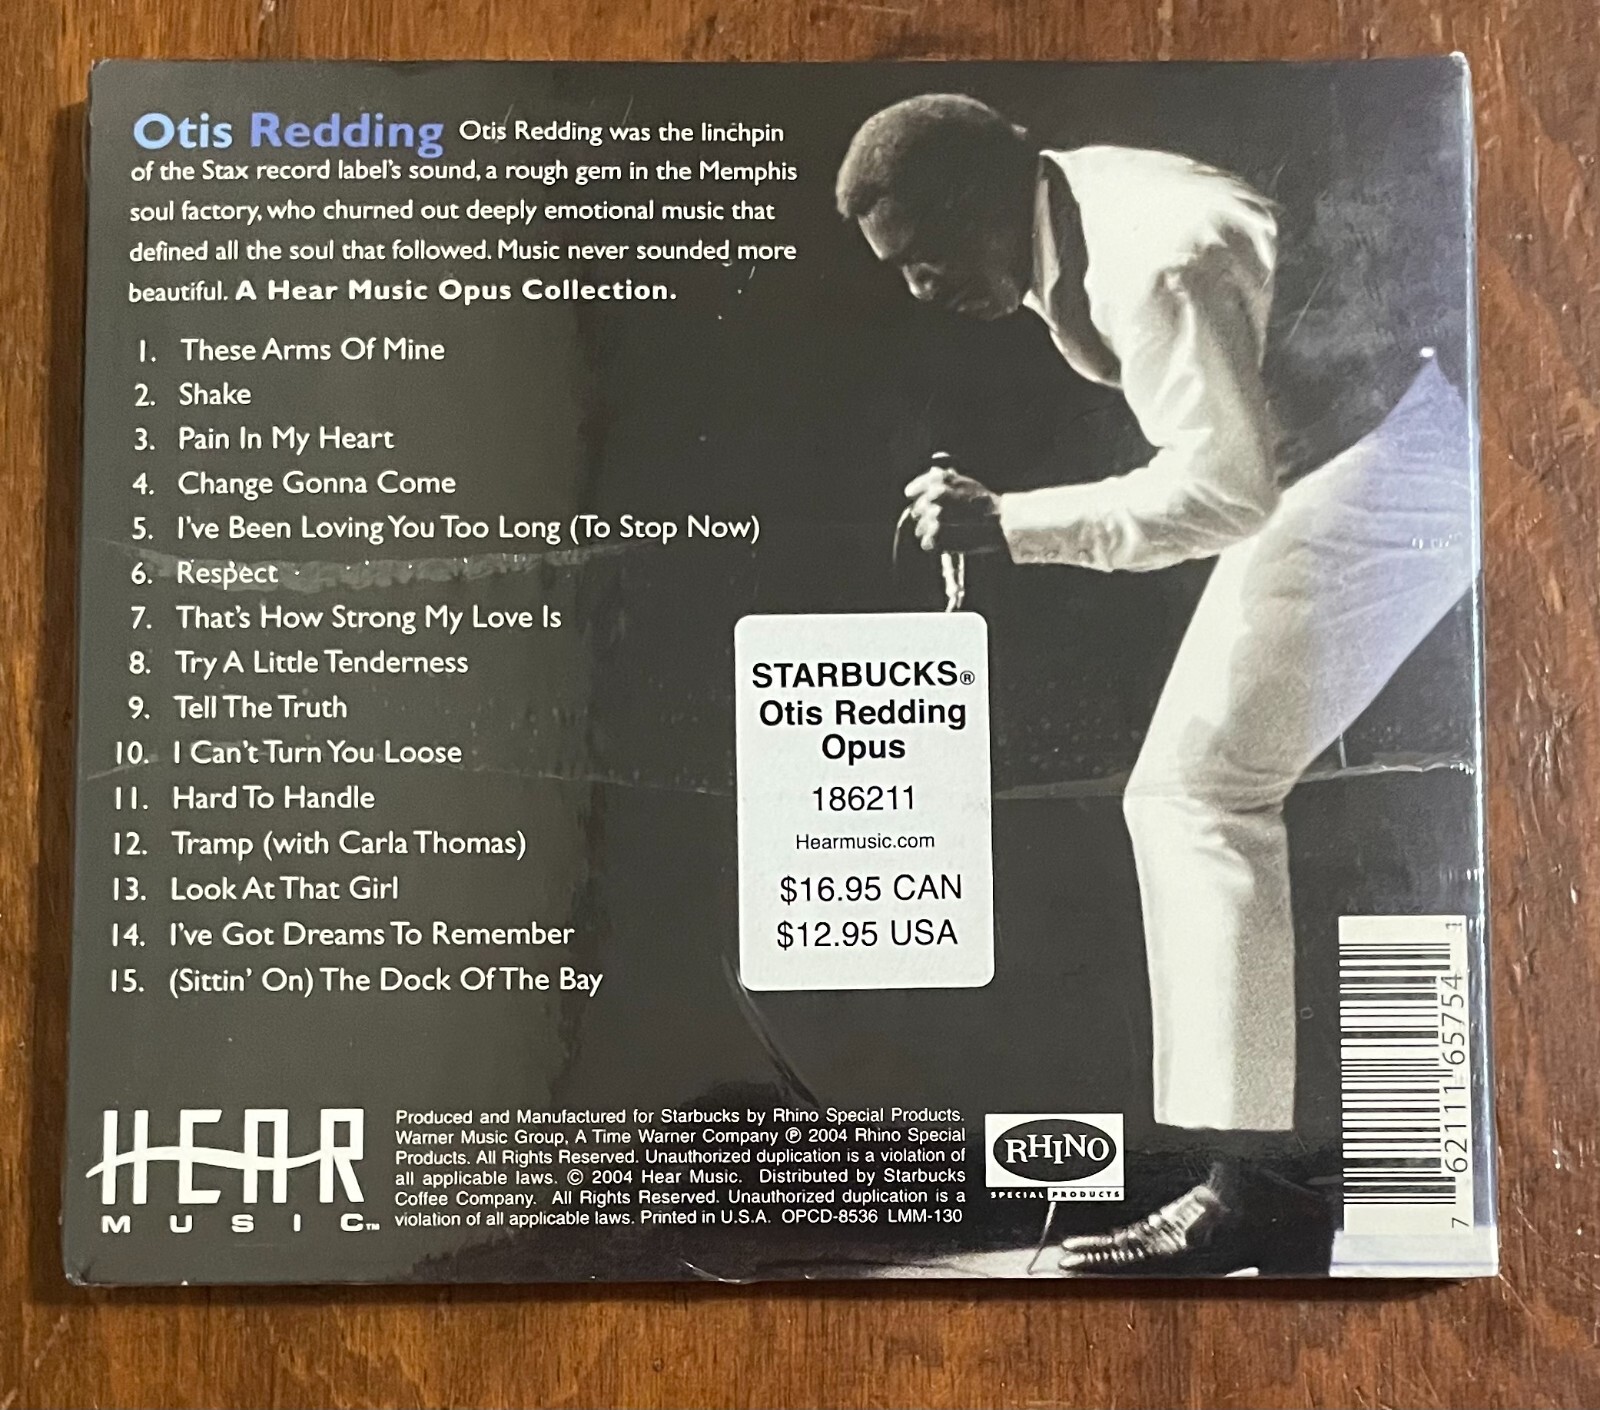 Otis Redding Otis Redding was the linchpin
of the Stax record label's sound, a rough gem in the Memphis
soul factory, who churned out deeply emotional music that
defined all the soul that followed. Music never sounded more
beautiful. A Hear Music Opus Collection.
1. These Arms Of Mine
2. Shake
3. Pain In My Heart
4. Change Gonna Come
5. I've Been Loving You Too Long (To Stop Now)
6. Respect
7. That's How Strong My Love Is
8. Try A Little Tenderness
9. Tell The Truth
10. I Can't Turn You Loose
11. Hard To Handle
12. Tramp (with Carla Thomas)
13. Look At That Girl
14. I've Got Dreams To Remember
15. (Sittin' On) The Dock Of The Bay
STARBUCKS®
Otis Redding
Opus
186211
Hearmusic.com
$16.95 CAN
$12.95 USA
HEAR
MUSIC™
Produced and Manufactured for Starbucks by Rhino Special Products.
Warner Music Group, A Time Warner Company ℗ 2004 Rhino Special
Products. All Rights Reserved. Unauthorized duplication is a violation of
all applicable laws. © 2004 Hear Music. Distributed by Starbucks
Coffee Company. All Rights Reserved. Unauthorized duplication is a
violation of all applicable laws. Printed in U.S.A. OPCD-8536 LMM-130
RHINO
SPECIAL PRODUCTS
7 62111 65754 1